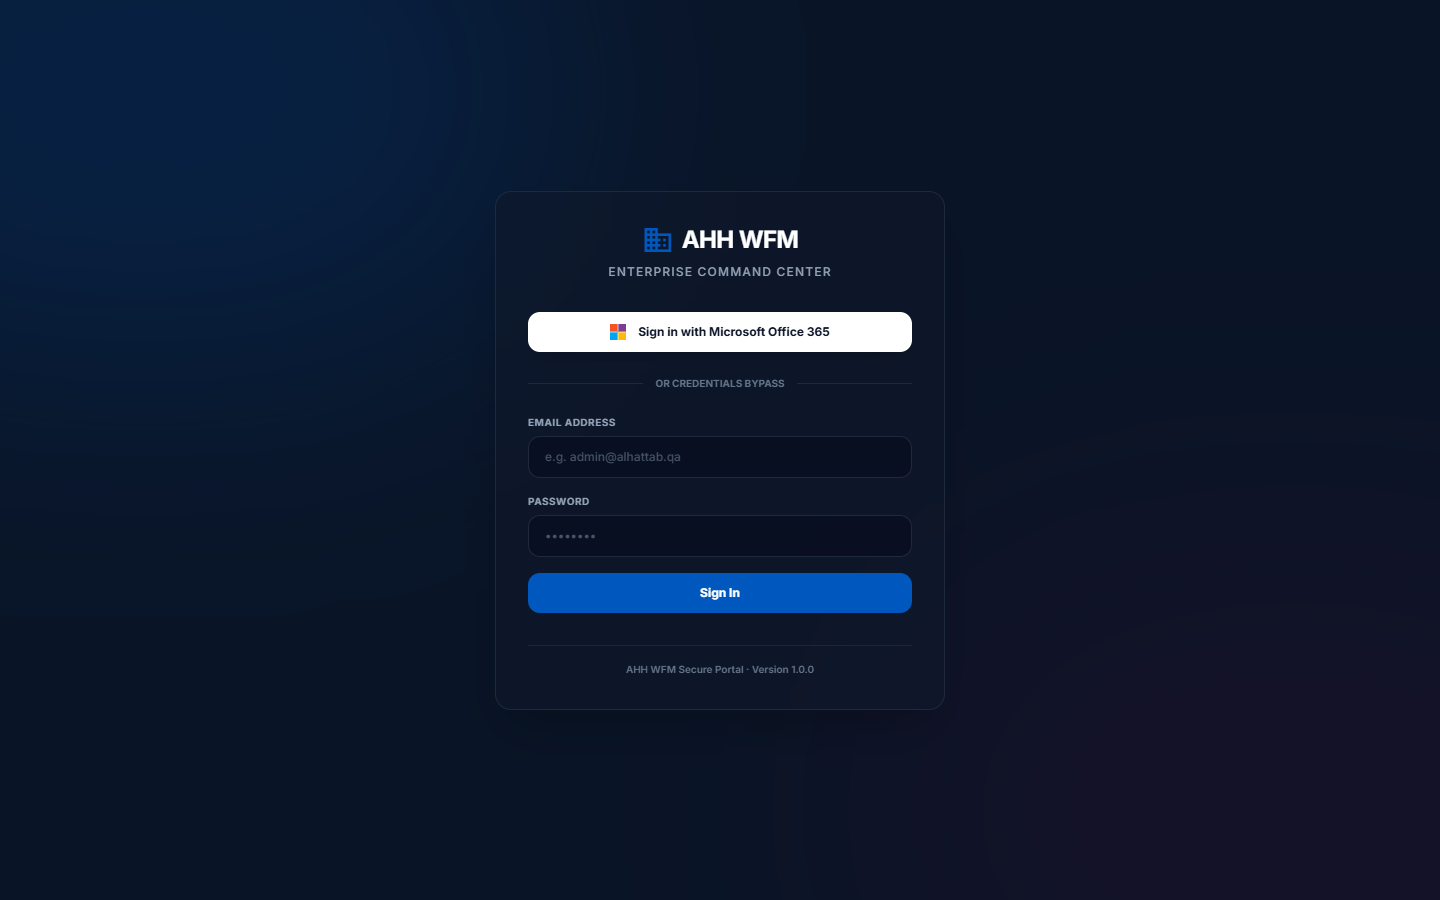 AHH WFM
ENTERPRISE COMMAND CENTER
Sign in with Microsoft Office 365
OR CREDENTIALS BYPASS
EMAIL ADDRESS
e.g. admin@alhattab.qa
PASSWORD
••••••••
Sign In
AHH WFM Secure Portal · Version 1.0.0